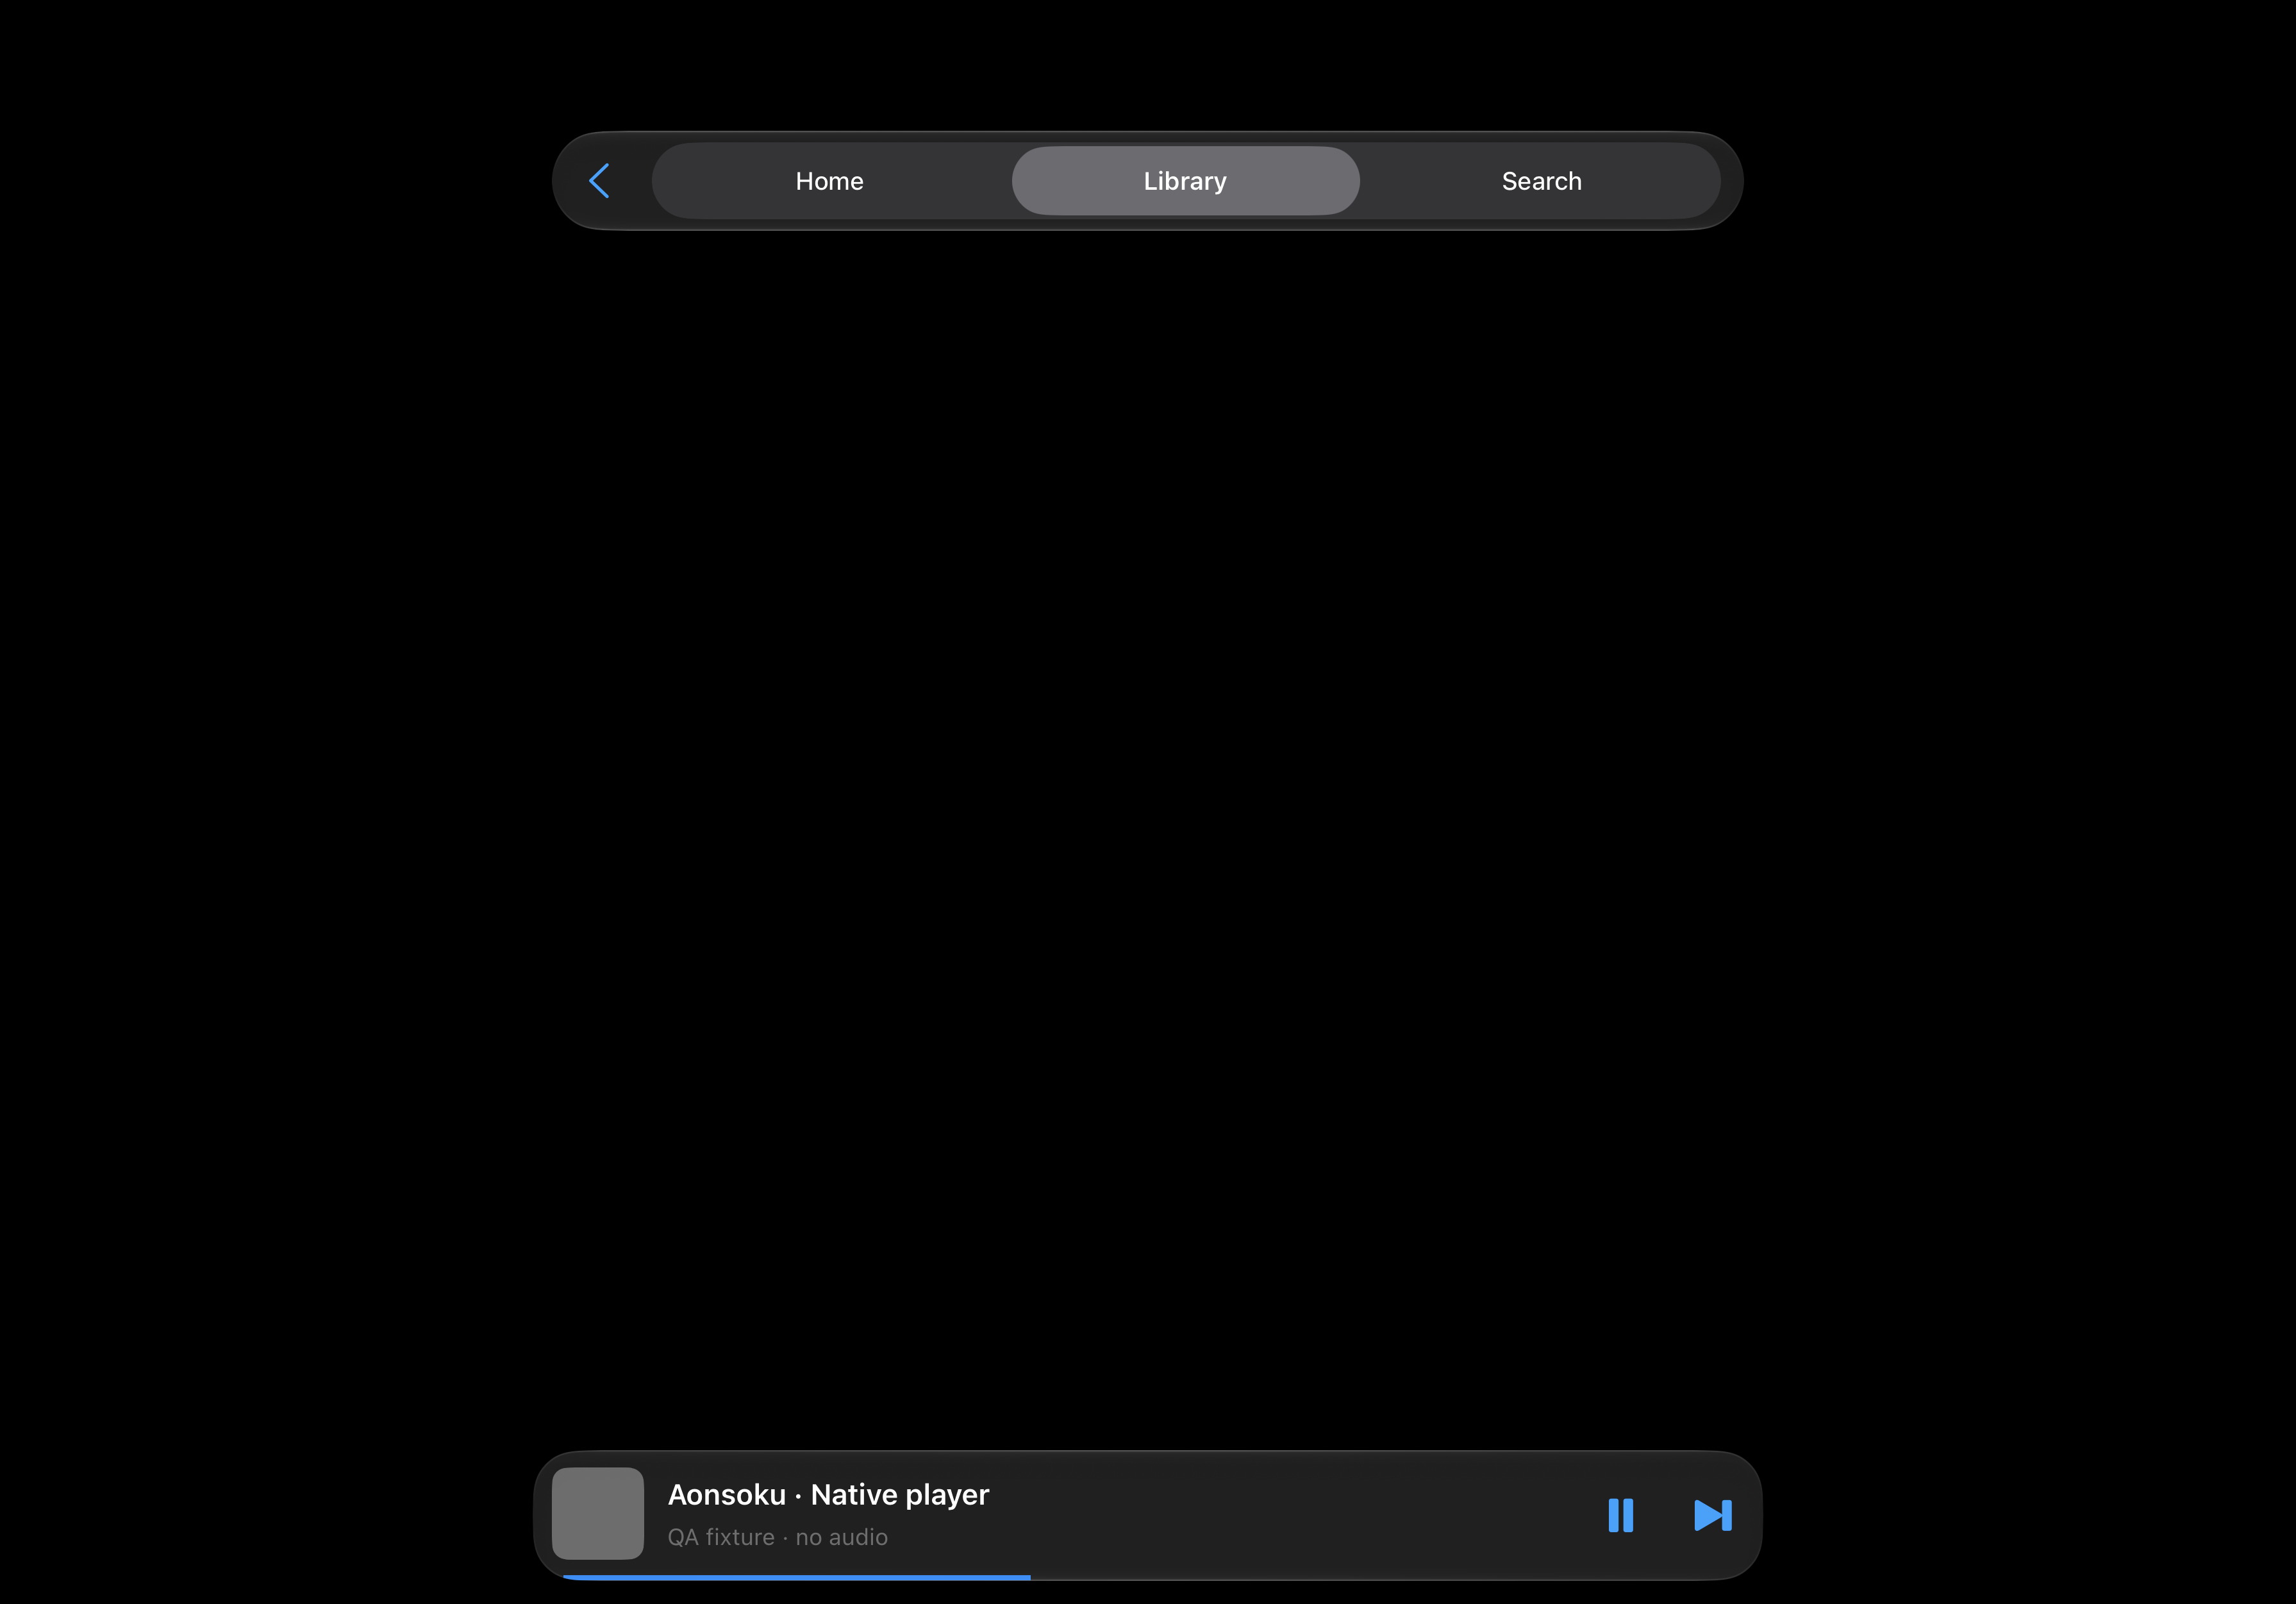 Home Library Search
Aonsoku · Native player
QA fixture · no audio